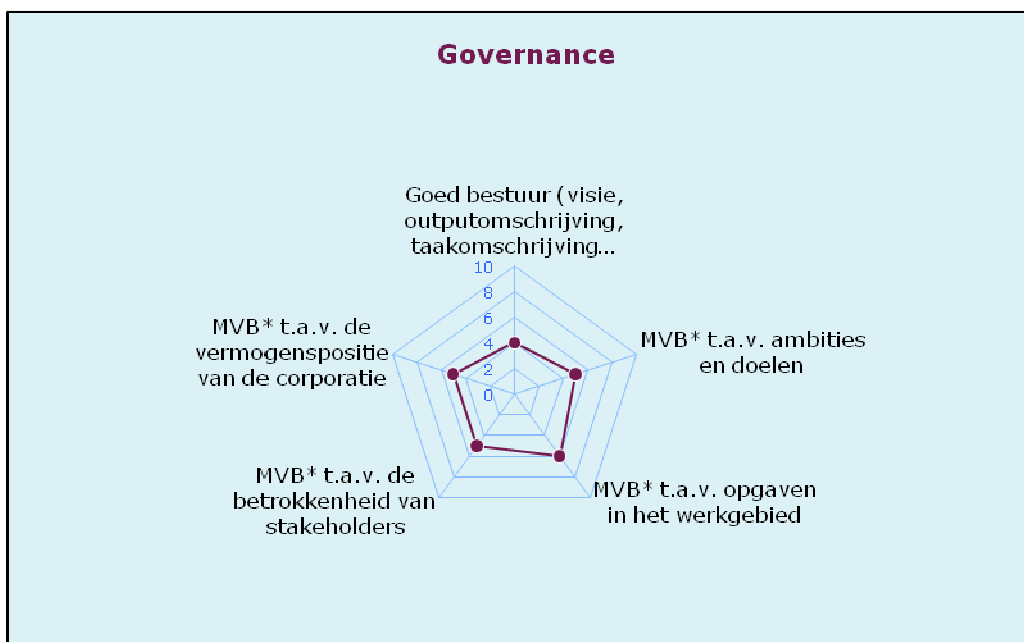 Governance
Goed bestuur (visie,
outputomschrijving,
taakomschrijving...
10
8
6
4
2
0
MVB* t.a.v. de
vermogenspositie
van de corporatie
MVB* t.a.v. ambities
en doelen
MVB* t.a.v. de
betrokkenheid van
stakeholders
MVB* t.a.v. opgaven
in het werkgebied